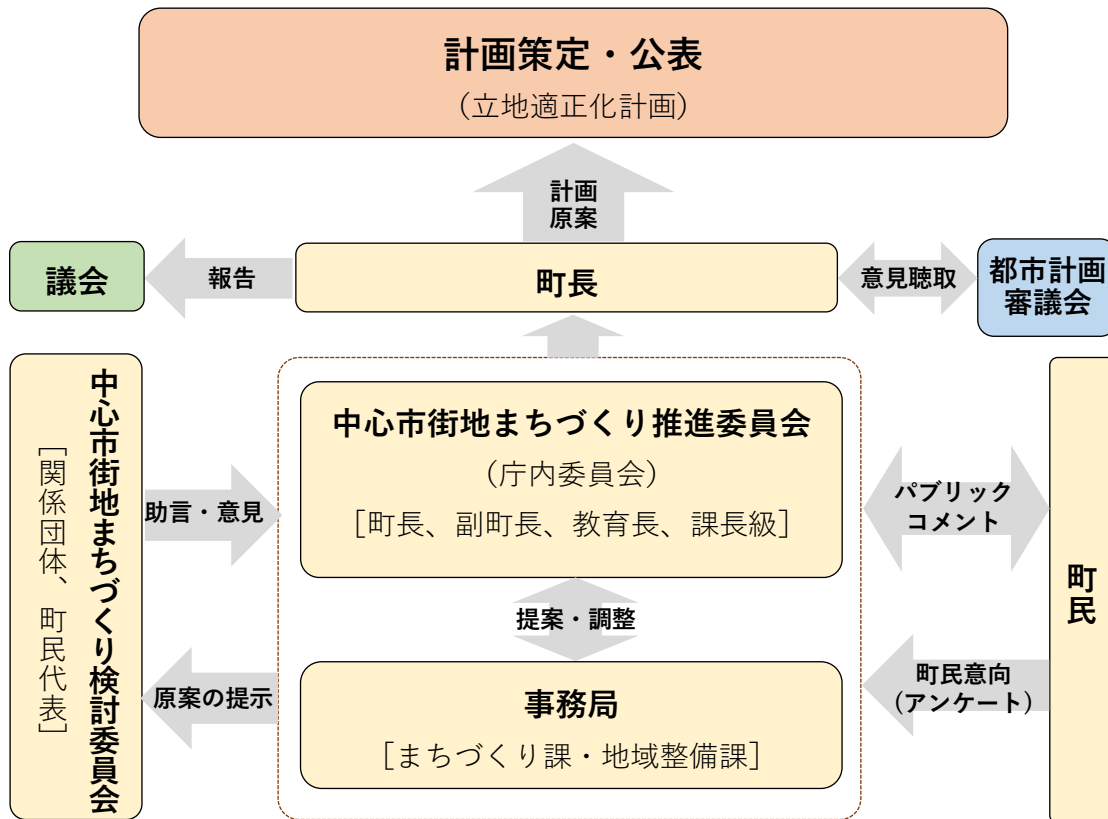 計画策定・公表
（立地適正化計画）
計画
原案
議会
報告
町長
意見聴取
都市計画
審議会
中心市街地まちづくり検討委員会
［関係団体、町民代表］
助言・意見
原案の提示
中心市街地まちづくり推進委員会
（庁内委員会）
［町長、副町長、教育長、課長級］
提案・調整
事務局
［まちづくり課・地域整備課］
パブリック
コメント
町民意向
（アンケート）
町民